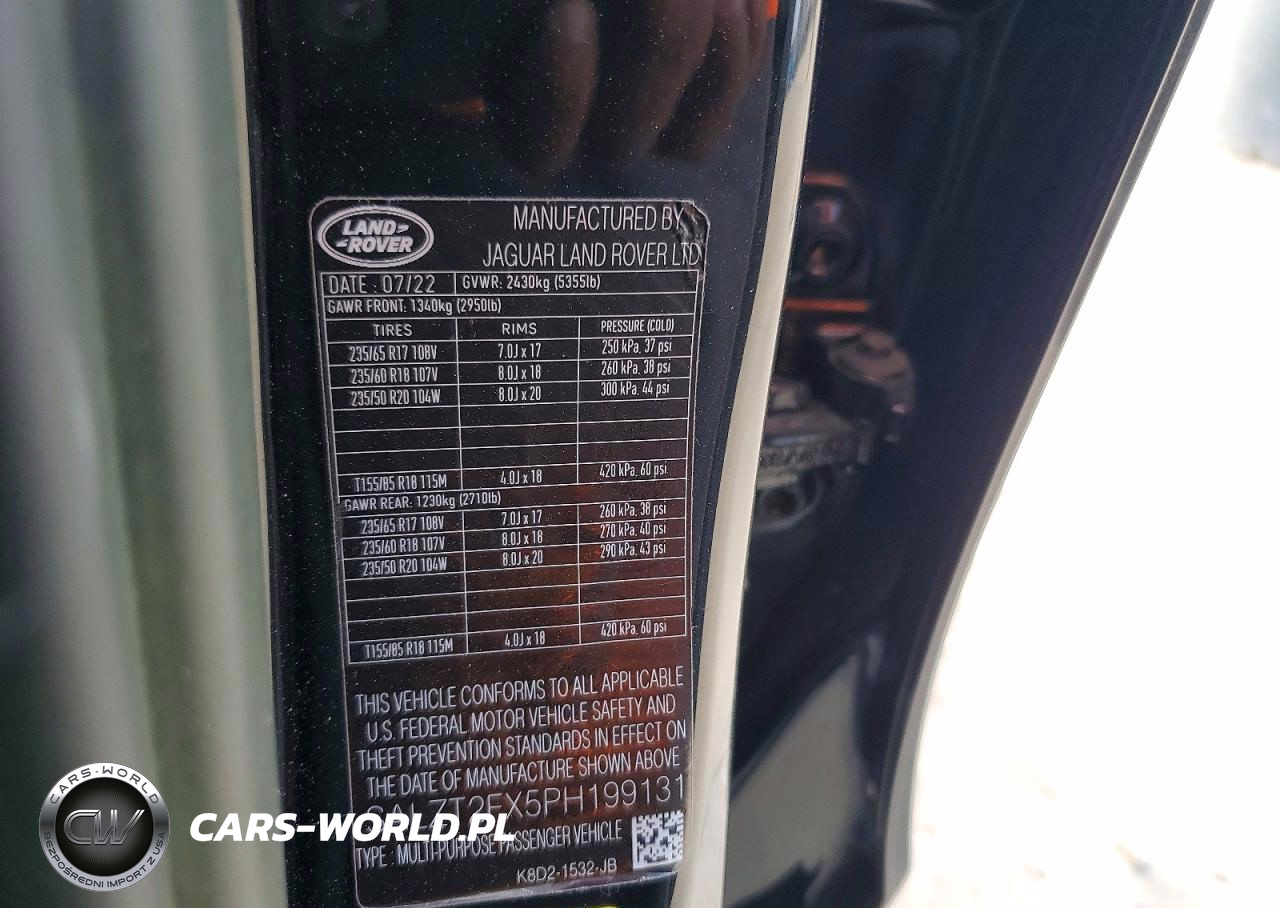 LAND-
-ROVER
MANUFACTURED BY
JAGUAR LAND ROVER LTD
DATE : 07/22 GVWR: 2430kg (5355lb)
GAWR FRONT: 1340kg (2950lb)
TIRES RIMS PRESSURE (COLD)
235/65 R17 108V 7.0J x 17 250 kPa, 37 psi
235/60 R18 107V 8.0J x 18 260 kPa, 38 psi
235/50 R20 104W 8.0J x 20 300 kPa, 44 psi
T155/85 R18 115M 4.0J x 18 420 kPa, 60 psi
GAWR REAR: 1230kg (2710lb)
235/65 R17 108V 7.0J x 17 260 kPa, 38 psi
235/60 R18 107V 8.0J x 18 270 kPa, 40 psi
235/50 R20 104W 8.0J x 20 290 kPa, 43 psi
T155/85 R18 115M 4.0J x 18 420 kPa, 60 psi
THIS VEHICLE CONFORMS TO ALL APPLICABLE
U.S. FEDERAL MOTOR VEHICLE SAFETY AND
THEFT PREVENTION STANDARDS IN EFFECT ON
THE DATE OF MANUFACTURE SHOWN ABOVE
SALZT2FX5PH199131
TYPE : MULTI-PURPOSE PASSENGER VEHICLE
K8D2-1532-JB
CARS-WORLD
CW
BEZPOŚREDNI IMPORT Z USA
CARS-WORLD.PL